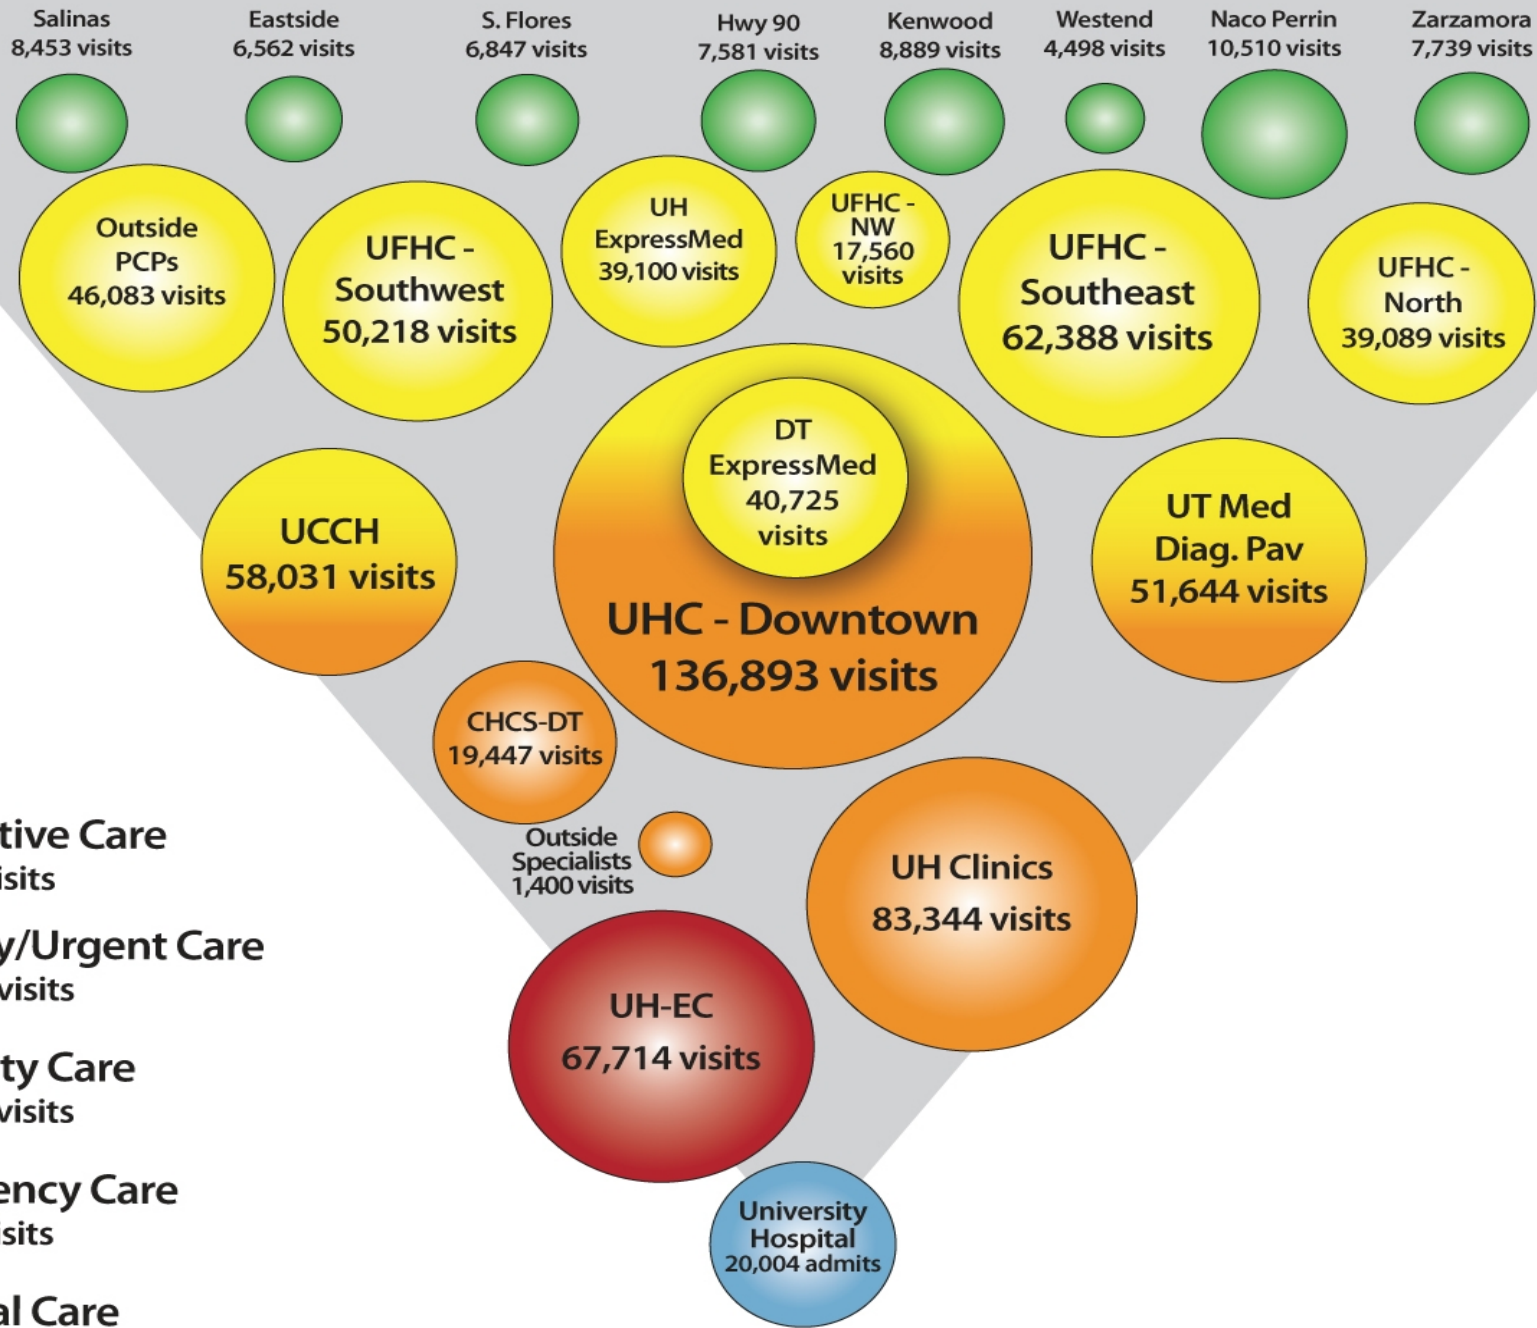 Salinas
8,453 visits
Eastside
6,562 visits
S. Flores
6,847 visits
Hwy 90
7,581 visits
Kenwood
8,889 visits
Westend
4,498 visits
Naco Perrin
10,510 visits
Zarzamora
7,739 visits
Outside
PCPs
46,083 visits
UFHC -
Southwest
50,218 visits
UH
ExpressMed
39,100 visits
UFHC -
NW
17,560
visits
UFHC -
Southeast
62,388 visits
UFHC -
North
39,089 visits
DT
ExpressMed
40,725
visits
UCCH
58,031 visits
UHC - Downtown
136,893 visits
UT Med
Diag. Pav
51,644 visits
CHCS-DT
19,447 visits
Outside
Specialists
1,400 visits
UH Clinics
83,344 visits
UH-EC
67,714 visits
University
Hospital
20,004 admits
tive Care
isits
y/Urgent Care
visits
ty Care
visits
ency Care
isits
al Care